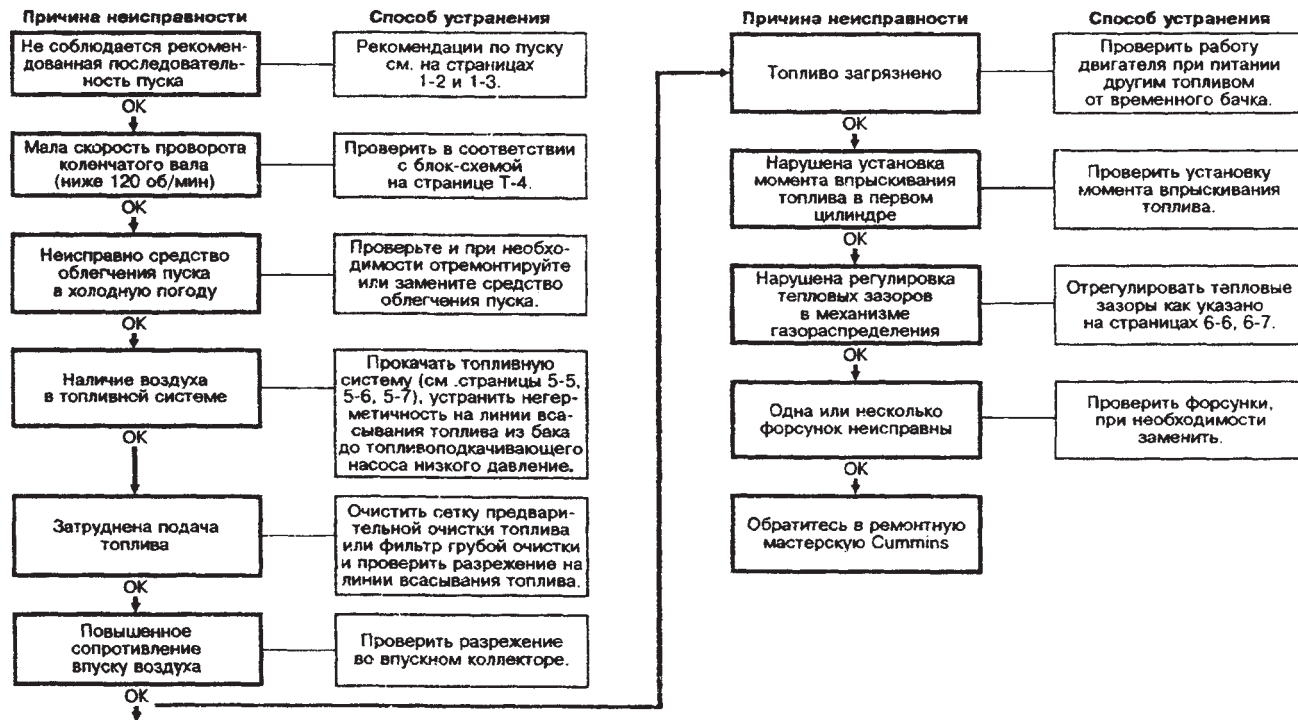 Причина неисправности
Способ устранения
Не соблюдается рекомен-
дованная последователь-
ность пуска
Рекомендации по пуску
см. на страницах
1-2 и 1-3.
OK
Мала скорость проворота
коленчатого вала
(ниже 120 об/мин)
Проверить в соответствии
с блок-схемой
на странице Т-4.
OK
Неисправно средство
облегчения пуска
в холодную погоду
Проверьте и при необхо-
димости отремонтируйте
или замените средство
облегчения пуска.
OK
Наличие воздуха
в топливной системе
Прокачать топливную
систему (см .страницы 5-5,
5-6, 5-7), устранить негер-
метичность на линии вса-
сывания топлива из бака
до топливоподкачивающего
насоса низкого давление.
OK
Затруднена подача
топлива
Очистить сетку предвари-
тельной очистки топлива
или фильтр грубой очистки
и проверить разрежение на
линии всасывания топлива.
OK
Повышенное
сопротивление
впуску воздуха
Проверить разрежение
во впускном коллекторе.
OK
Причина неисправности
Способ устранения
Топливо загрязнено
Проверить работу
двигателя при питании
другим топливом
от временного бачка.
OK
Нарушена установка
момента впрыскивания
топлива в первом
цилиндре
Проверить установку
момента впрыскивания
топлива.
OK
Нарушена регулировка
тепловых зазоров
в механизме
газораспределения
Отрегулировать тепловые
зазоры как указано
на страницах 6-6, 6-7.
OK
Одна или несколько
форсунок неисправны
Проверить форсунки,
при необходимости
заменить.
OK
Обратитесь в ремонтную
мастерскую Cummins